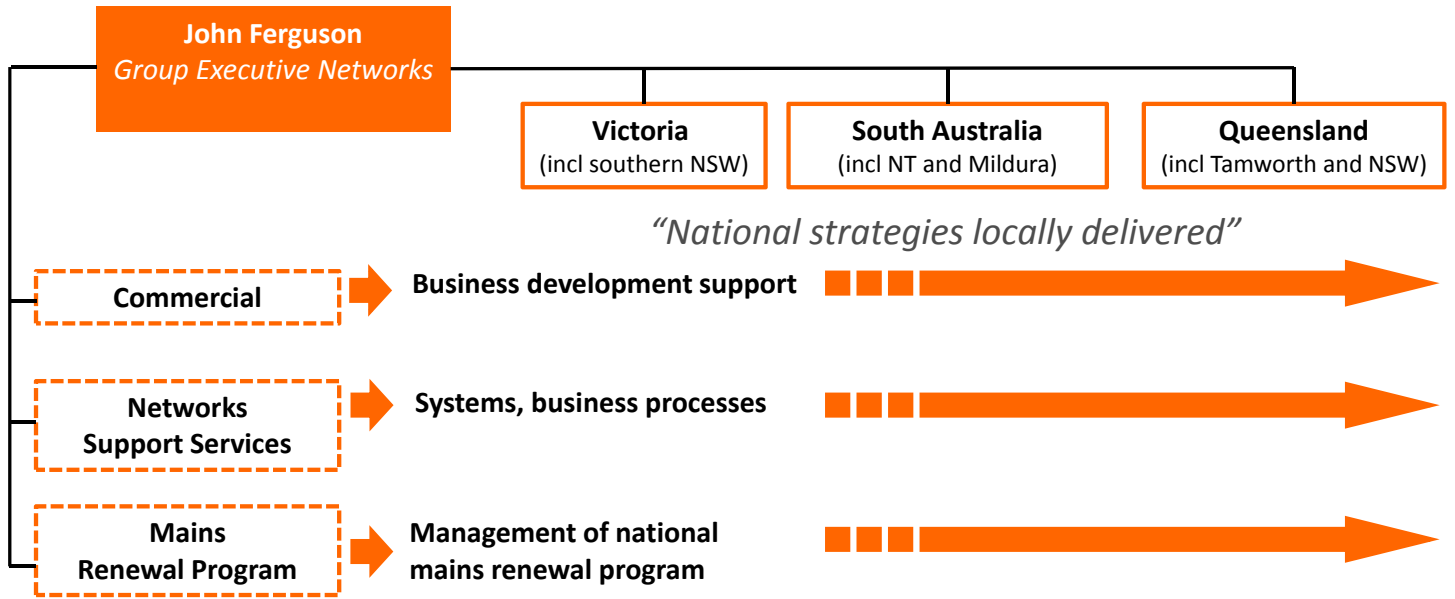 John Ferguson
Group Executive Networks
Victoria
(incl southern NSW)
South Australia
(incl NT and Mildura)
Queensland
(incl Tamworth and NSW)
“National strategies locally delivered”
Commercial
Business development support
Networks
Support Services
Systems, business processes
Mains
Renewal Program
Management of national
mains renewal program